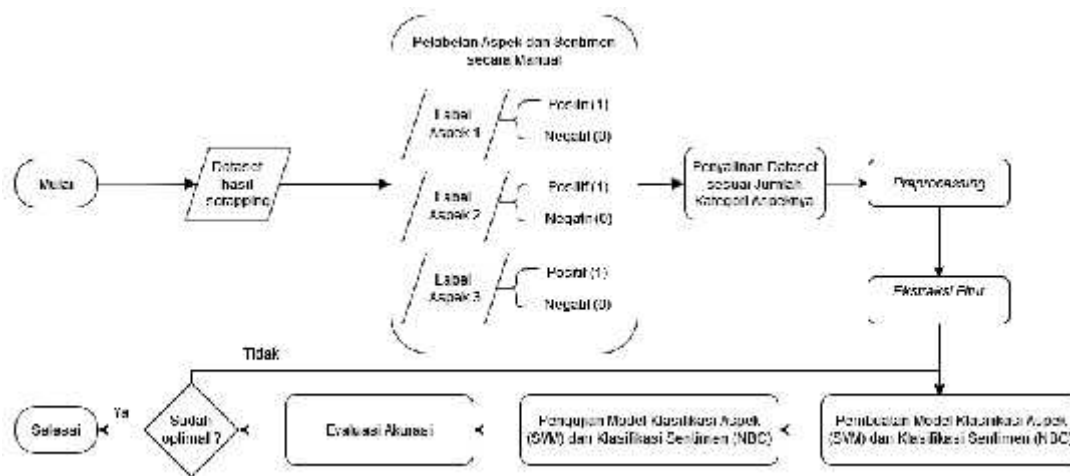 Pelabelan Aspek dan Sentimen
secara Manual
Label
Aspek 1
Positif (1)
Negatif (0)
Mulai
Dataset
hasil
scrapping
Label
Aspek 2
Positif (1)
Negatif (0)
Penyalinan Dataset
sesuai Jumlah
Kategori Aspeknya
Preprocessing
Label
Aspek 3
Positif (1)
Negatif (0)
Ekstraksi Fitur
Tidak
Selesai
Ya
Sudah
optimal ?
Evaluasi Akurasi
Pengujian Model Klasifikasi Aspek
(SVM) dan Klasifikasi Sentimen (NBC)
Pembuatan Model Klasifikasi Aspek
(SVM) dan Klasifikasi Sentimen (NBC)